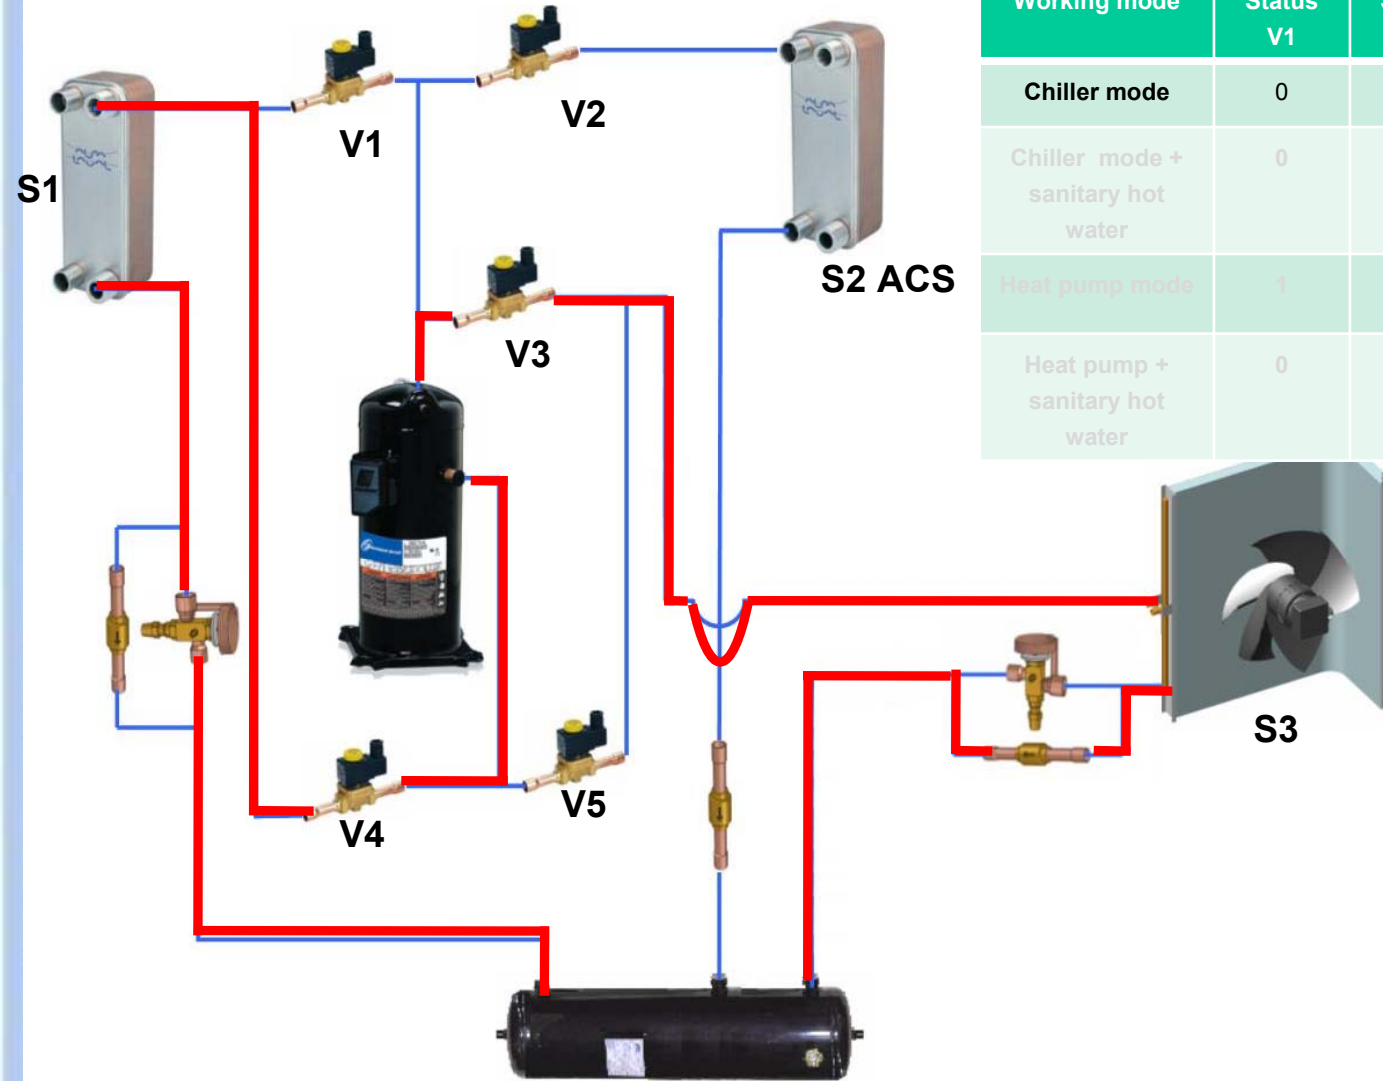 Working mode
Status
V1
Chiller mode
0
Chiller mode +
sanitary hot
water
0
Heat pump mode
1
Heat pump +
sanitary hot
water
0
V1
V2
S1
S2 ACS
V3
S3
V5
V4